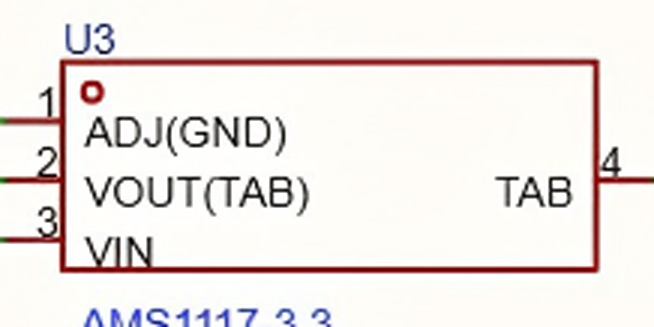 U3
1
ADJ(GND)
2
VOUT(TAB)
TAB
4
3
VIN
AMS1117-3.3